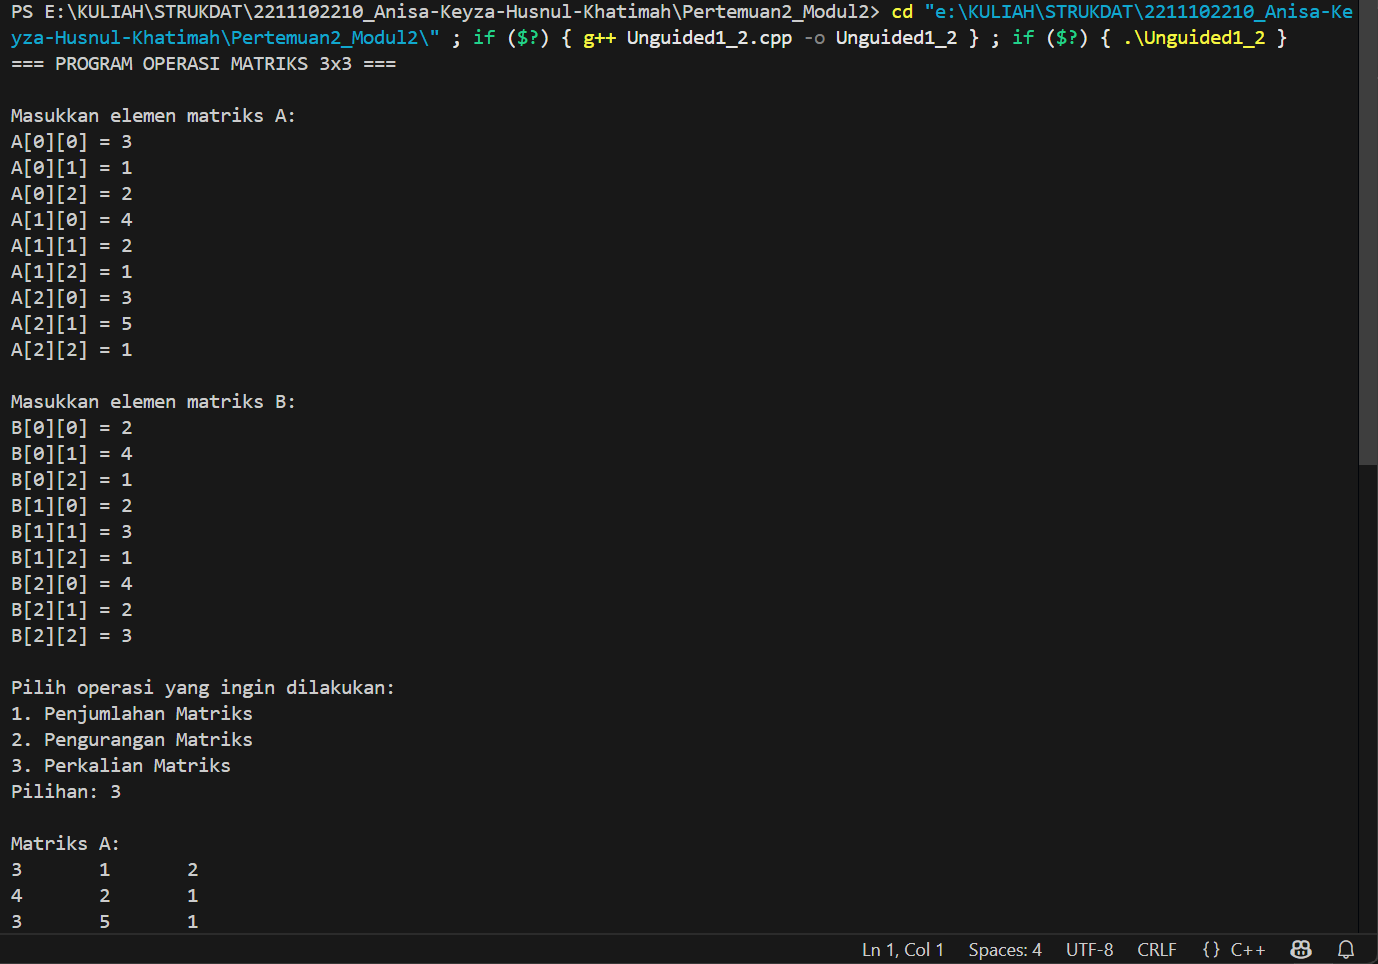 PS E:\KULIAH\STRUKDAT\2211102210_Anisa-Keyza-Husnul-Khatimah\Pertemuan2_Modul2> cd "e:\KULIAH\STRUKDAT\2211102210_Anisa-Ke
yza-Husnul-Khatimah\Pertemuan2_Modul2\" ; if ($?) { g++ Unguided1_2.cpp -o Unguided1_2 } ; if ($?) { .\Unguided1_2 }
=== PROGRAM OPERASI MATRIKS 3x3 ===

Masukkan elemen matriks A:
A[0][0] = 3
A[0][1] = 1
A[0][2] = 2
A[1][0] = 4
A[1][1] = 2
A[1][2] = 1
A[2][0] = 3
A[2][1] = 5
A[2][2] = 1

Masukkan elemen matriks B:
B[0][0] = 2
B[0][1] = 4
B[0][2] = 1
B[1][0] = 2
B[1][1] = 3
B[1][2] = 1
B[2][0] = 4
B[2][1] = 2
B[2][2] = 3

Pilih operasi yang ingin dilakukan:
1. Penjumlahan Matriks
2. Pengurangan Matriks
3. Perkalian Matriks
Pilihan: 3

Matriks A:
3       1       2
4       2       1
3       5       1
Ln 1, Col 1 Spaces: 4 UTF-8 CRLF {} C++